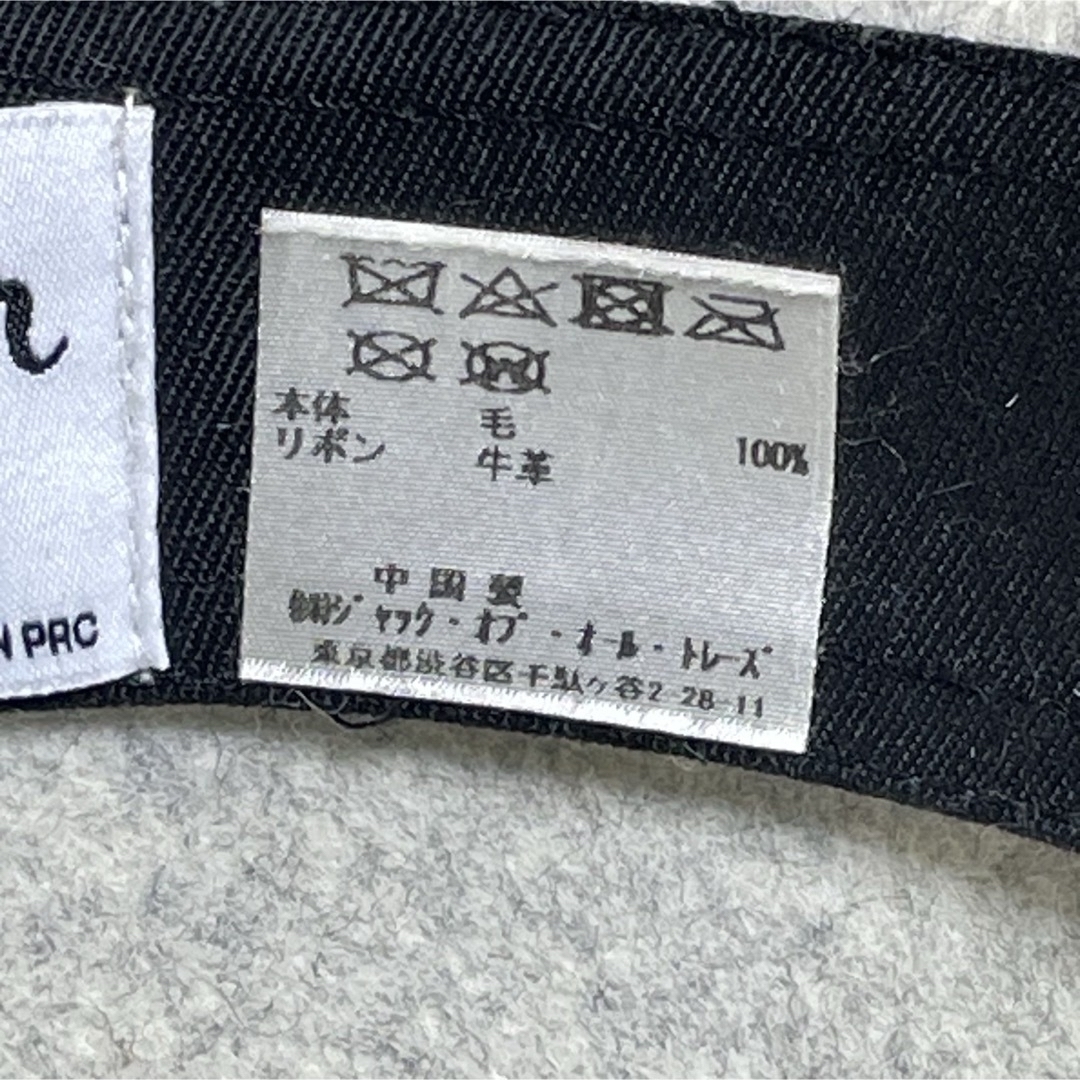 N PRC
本体 毛 100%
リボン 牛革
中国製
㈱ジャック・オブ・オール・トレーズ
東京都渋谷区千駄ヶ谷2-28-11